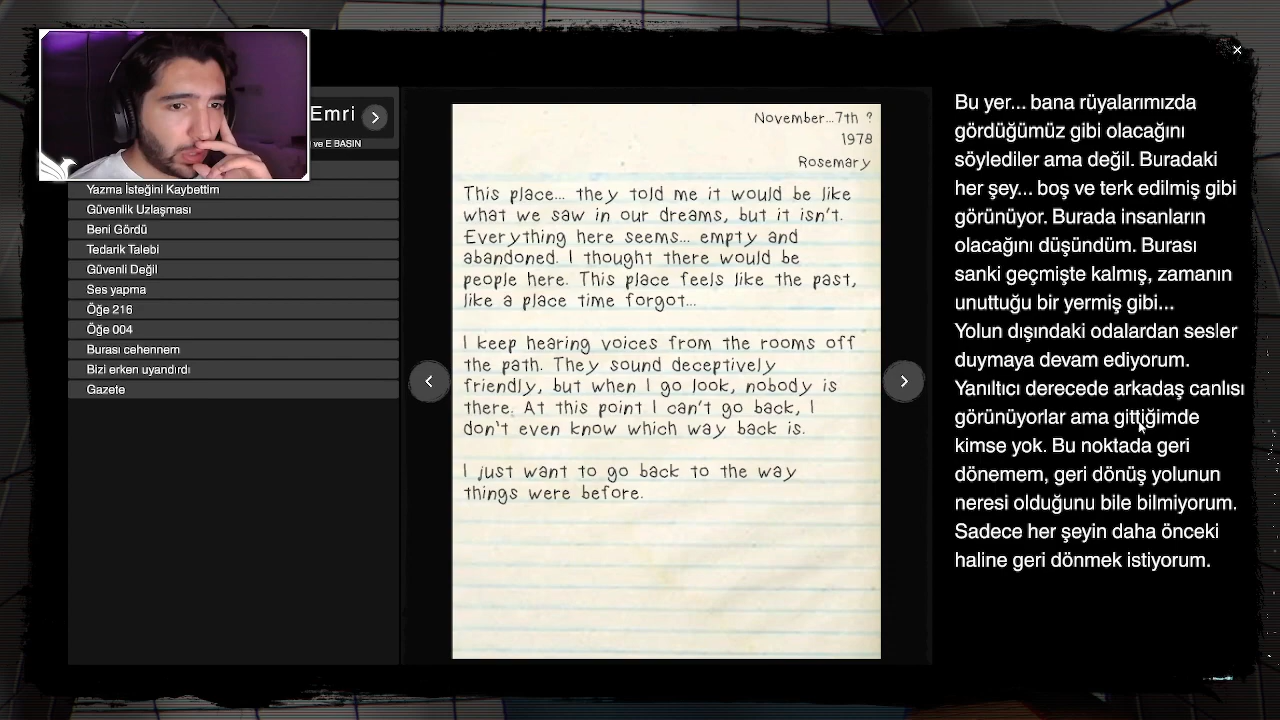 Emri
ve E BASIN
Yazma İsteğini Kaybettim
Güvenlik Uzlaşması
Beni Gördü
Tedarik Talebi
Güvenli Değil
Ses yapma
Öğe 216
Öğe 004
Burası cehennem
Bizi erken uyandırdı
Gazete
November...7th ?
1978
Rosemary
This place... they told me it would be like
what we saw in our dreams, but it isn't.
Everything here seems... empty and
abandoned. I thought there would be
people here. This place feels like the past,
like a place time forgot...
I keep hearing voices from the rooms off
the path. They sound deceptively
friendly, but when I go look, nobody is
there. At this point I can't go back, I
don't even know which way back is.
I just want to go back to the way
things were before.
Bu yer... bana rüyalarımızda
gördüğümüz gibi olacağını
söylediler ama değil. Buradaki
her şey... boş ve terk edilmiş gibi
görünüyor. Burada insanların
olacağını düşündüm. Burası
sanki geçmişte kalmış, zamanın
unuttuğu bir yermiş gibi...
Yolun dışındaki odalardan sesler
duymaya devam ediyorum.
Yanıltıcı derecede arkadaş canlısı
görünüyorlar ama gittiğimde
kimse yok. Bu noktada geri
dönemem, geri dönüş yolunun
neresi olduğunu bile bilmiyorum.
Sadece her şeyin daha önceki
haline geri dönmek istiyorum.